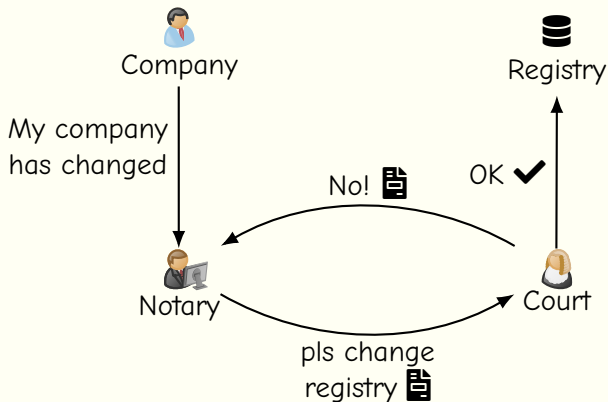 Company
Registry
My company
has changed
No!
OK
Notary
Court
pls change
registry